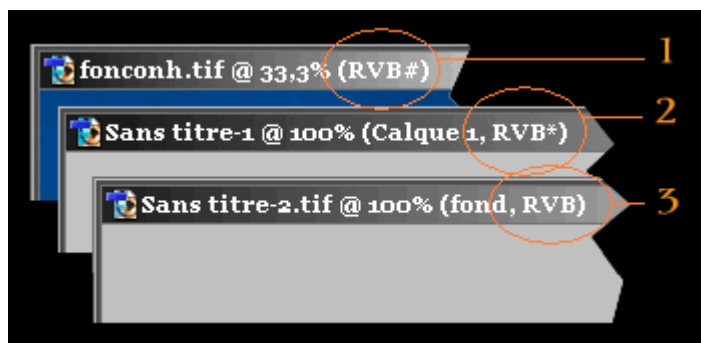 fonconh.tif @ 33,3% (RVB#) 1
Sans titre-1 @ 100% (Calque 1, RVB*) 2
Sans titre-2.tif @ 100% (fond, RVB) 3